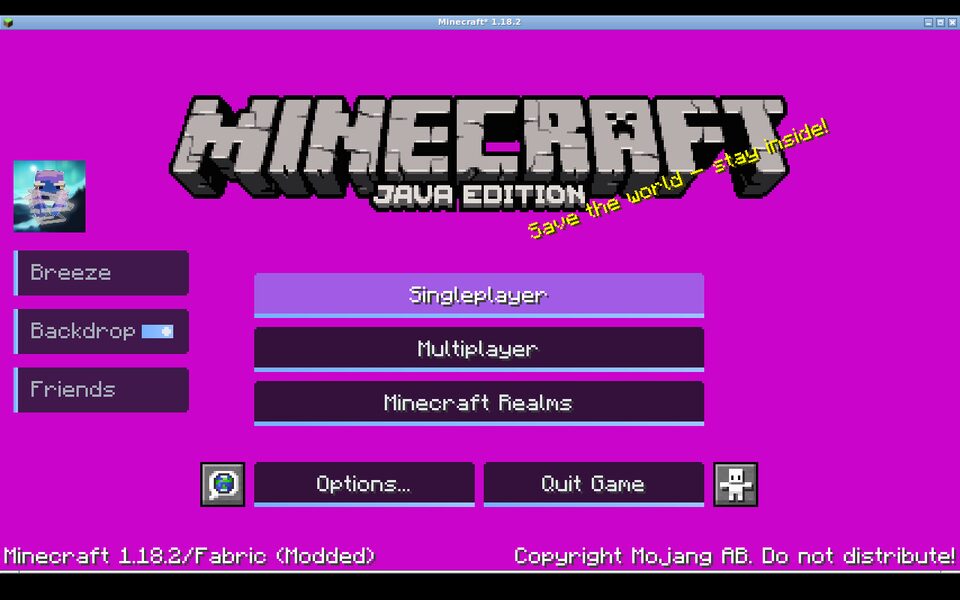 Minecraft* 1.18.2
MINECRAFT
JAVA EDITION
Save the world - stay inside!
Breeze
Backdrop
Friends
Singleplayer
Multiplayer
Minecraft Realms
Options...
Quit Game
Minecraft 1.18.2/Fabric (Modded)
Copyright Mojang AB. Do not distribute!